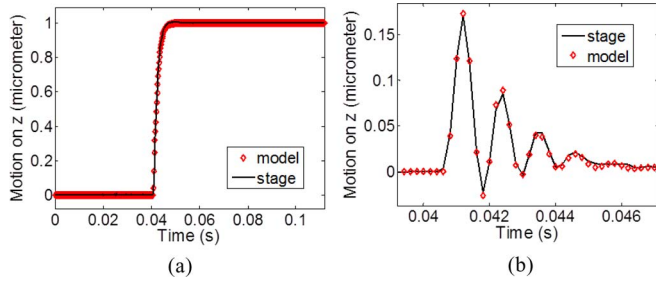 Motion on z (micrometer)
1
0.8
0.6
0.4
0.2
0
0 0.02 0.04 0.06 0.08 0.1
Time (s)
model
stage
(a)
Motion on z (micrometer)
0.15
0.1
0.05
0
0.04 0.042 0.044 0.046
Time (s)
stage
model
(b)